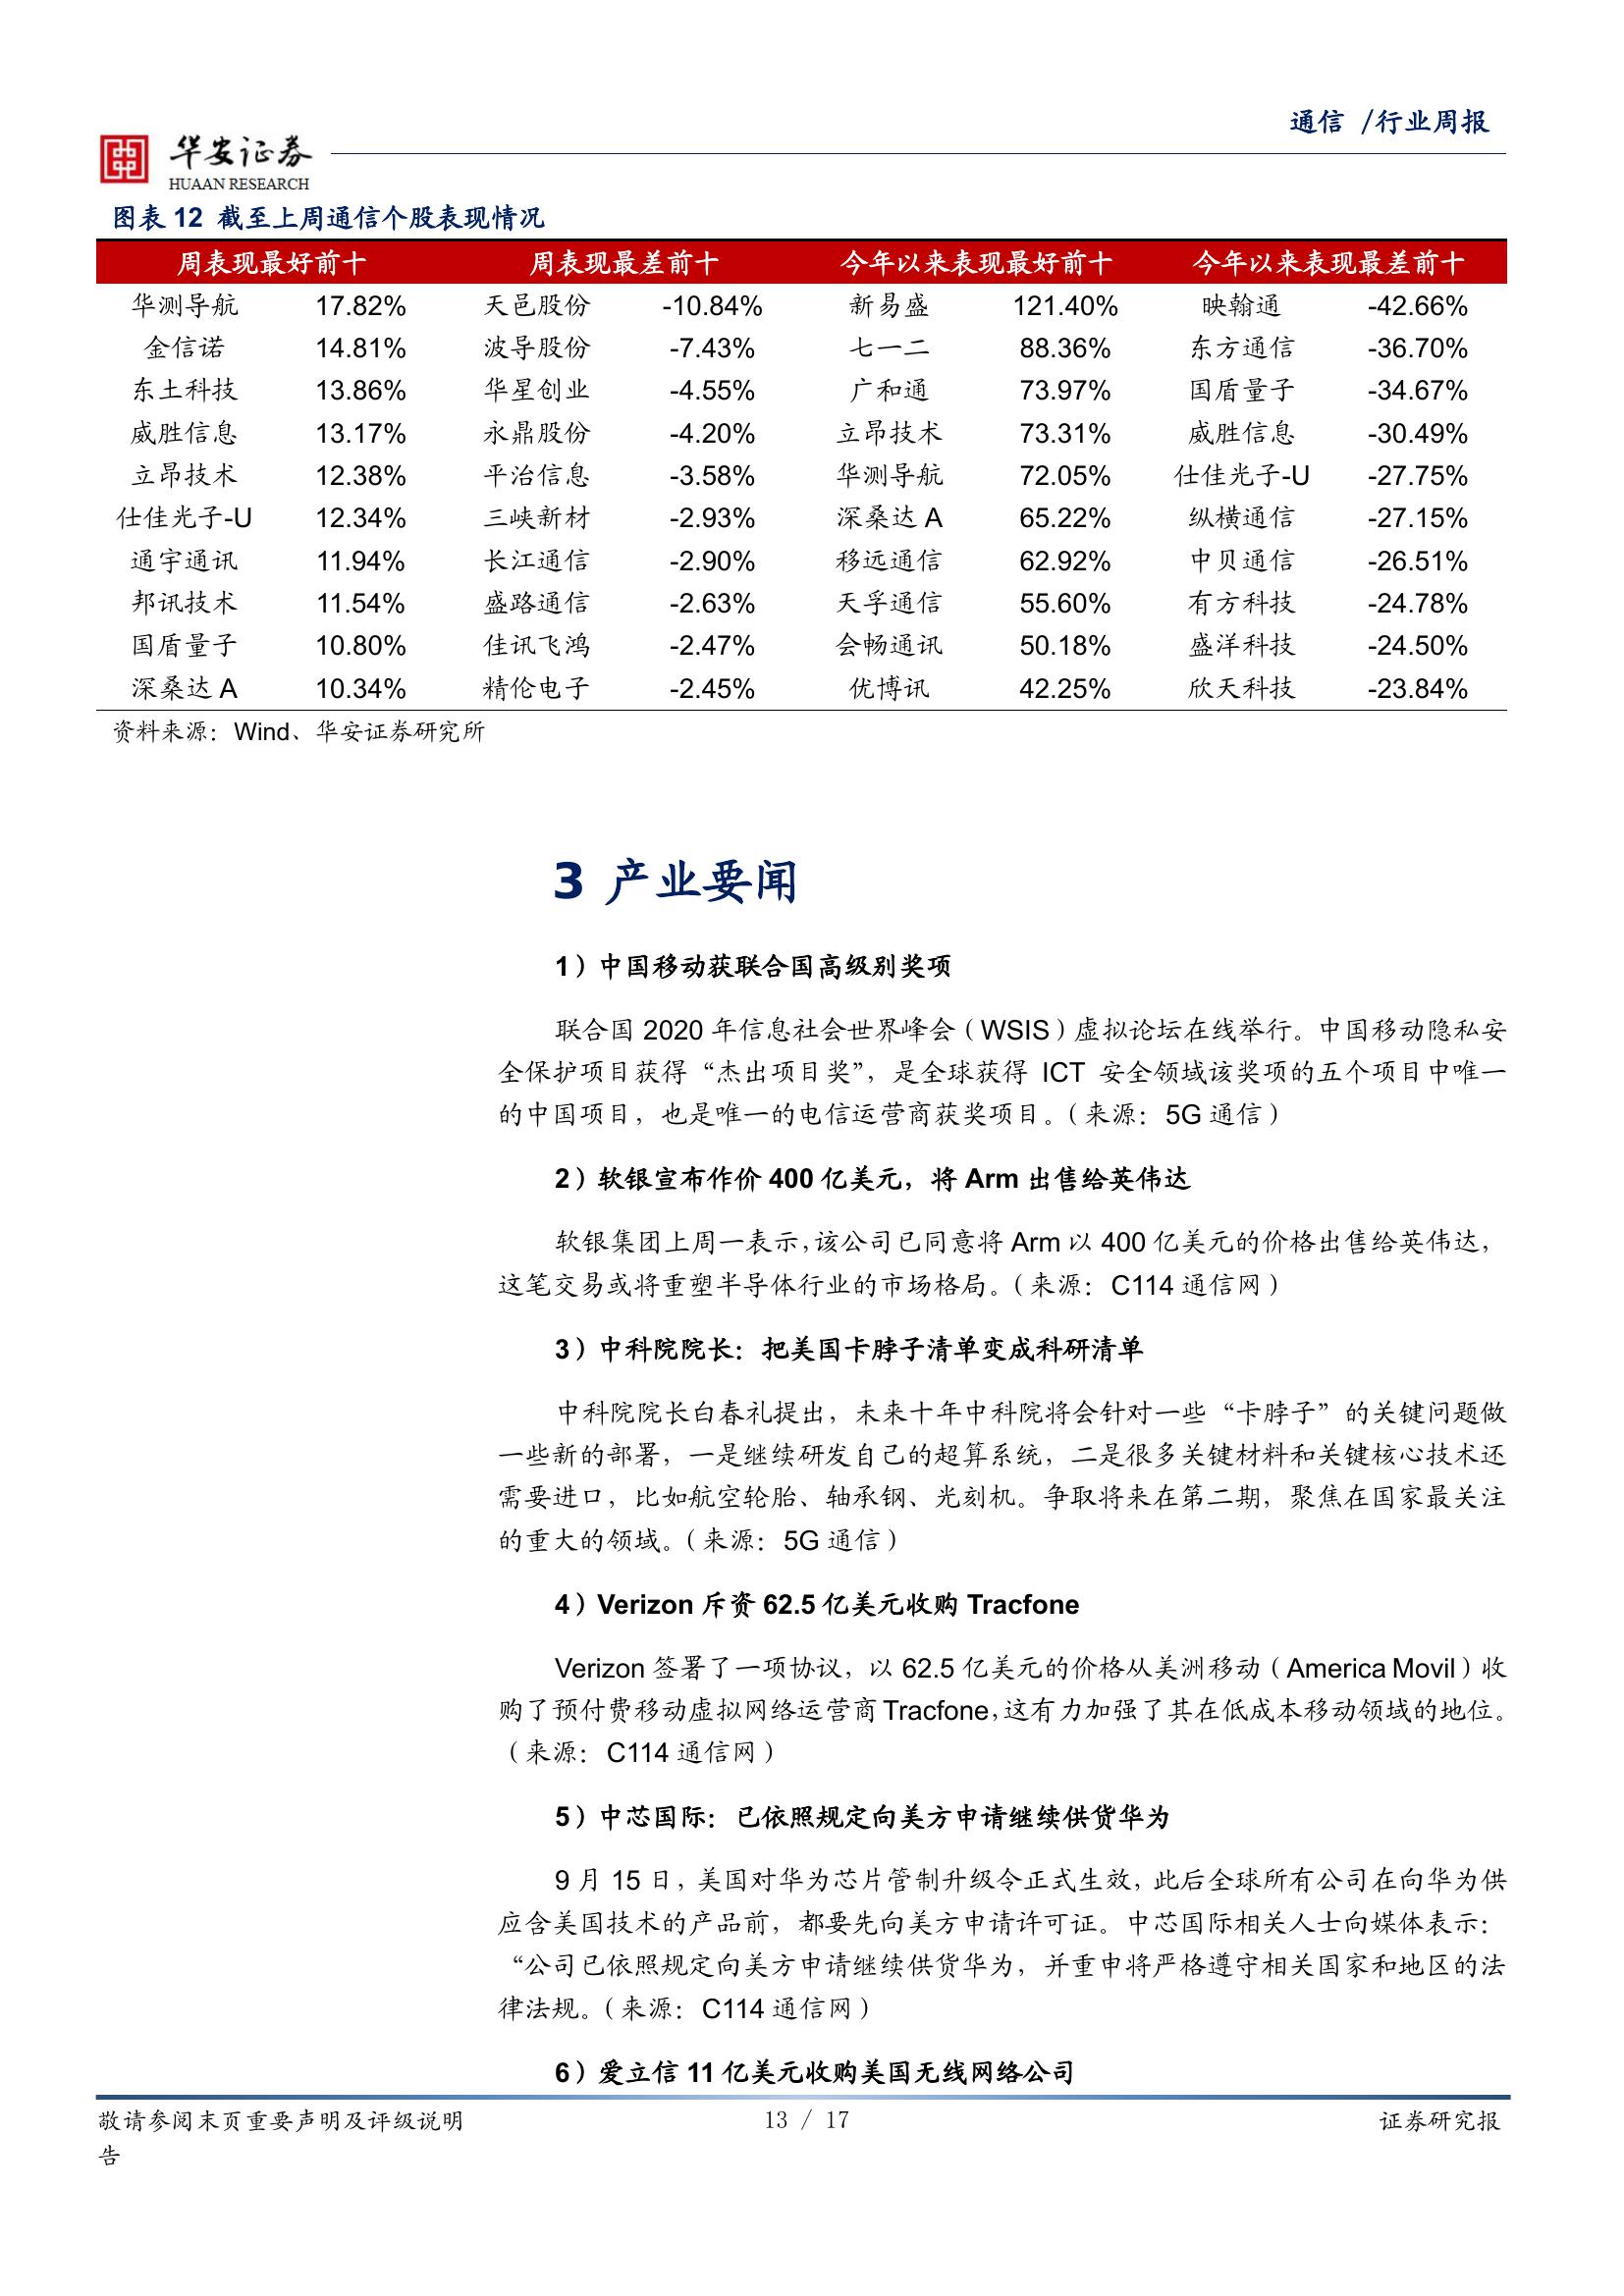 通信 /行业周报
华安证券
HUAAN RESEARCH
图表 12 截至上周通信个股表现情况
周表现最好前十 周表现最差前十 今年以来表现最好前十 今年以来表现最差前十
华测导航 17.82% 天邑股份 -10.84% 新易盛 121.40% 映翰通 -42.66%
金信诺 14.81% 波导股份 -7.43% 七一二 88.36% 东方通信 -36.70%
东土科技 13.86% 华星创业 -4.55% 广和通 73.97% 国盾量子 -34.67%
威胜信息 13.17% 永鼎股份 -4.20% 立昂技术 73.31% 威胜信息 -30.49%
立昂技术 12.38% 平治信息 -3.58% 华测导航 72.05% 仕佳光子-U -27.75%
仕佳光子-U 12.34% 三峡新材 -2.93% 深桑达 A 65.22% 纵横通信 -27.15%
通宇通讯 11.94% 长江通信 -2.90% 移远通信 62.92% 中贝通信 -26.51%
邦讯技术 11.54% 盛路通信 -2.63% 天孚通信 55.60% 有方科技 -24.78%
国盾量子 10.80% 佳讯飞鸿 -2.47% 会畅通讯 50.18% 盛洋科技 -24.50%
深桑达 A 10.34% 精伦电子 -2.45% 优博讯 42.25% 欣天科技 -23.84%
资料来源：Wind、华安证券研究所
3 产业要闻
1）中国移动获联合国高级别奖项
联合国 2020 年信息社会世界峰会（WSIS）虚拟论坛在线举行。中国移动隐私安
全保护项目获得“杰出项目奖”，是全球获得 ICT 安全领域该奖项的五个项目中唯一
的中国项目，也是唯一的电信运营商获奖项目。（来源：5G 通信）
2）软银宣布作价 400 亿美元，将 Arm 出售给英伟达
软银集团上周一表示，该公司已同意将 Arm 以 400 亿美元的价格出售给英伟达，
这笔交易或将重塑半导体行业的市场格局。（来源：C114 通信网）
3）中科院院长：把美国卡脖子清单变成科研清单
中科院院长白春礼提出，未来十年中科院将会针对一些“卡脖子”的关键问题做
一些新的部署，一是继续研发自己的超算系统，二是很多关键材料和关键核心技术还
需要进口，比如航空轮胎、轴承钢、光刻机。争取将来在第二期，聚焦在国家最关注
的重大的领域。（来源：5G 通信）
4）Verizon 斥资 62.5 亿美元收购 Tracfone
Verizon 签署了一项协议，以 62.5 亿美元的价格从美洲移动（America Movil）收
购了预付费移动虚拟网络运营商 Tracfone，这有力加强了其在低成本移动领域的地位。
（来源：C114 通信网）
5）中芯国际：已依照规定向美方申请继续供货华为
9 月 15 日，美国对华为芯片管制升级令正式生效，此后全球所有公司在向华为供
应含美国技术的产品前，都要先向美方申请许可证。中芯国际相关人士向媒体表示：
“公司已依照规定向美方申请继续供货华为，并重申将严格遵守相关国家和地区的法
律法规。（来源：C114 通信网）
6）爱立信 11 亿美元收购美国无线网络公司
敬请参阅末页重要声明及评级说明 13 / 17 证券研究报
告